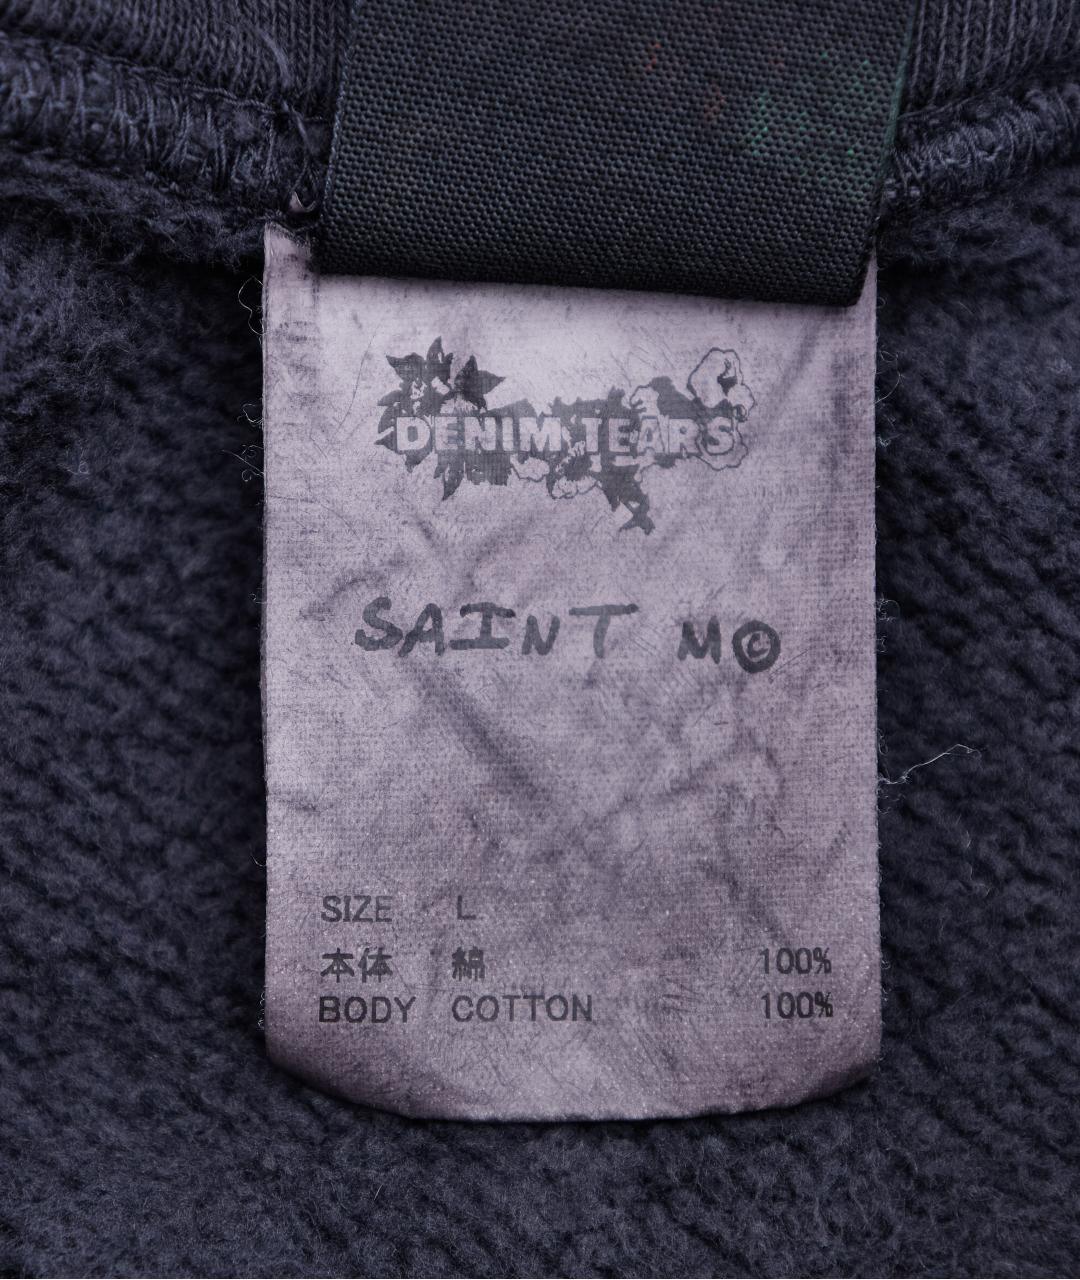 DENIM TEARS
SAINT M©
SIZE L
本体 綿 100%
BODY COTTON 100%